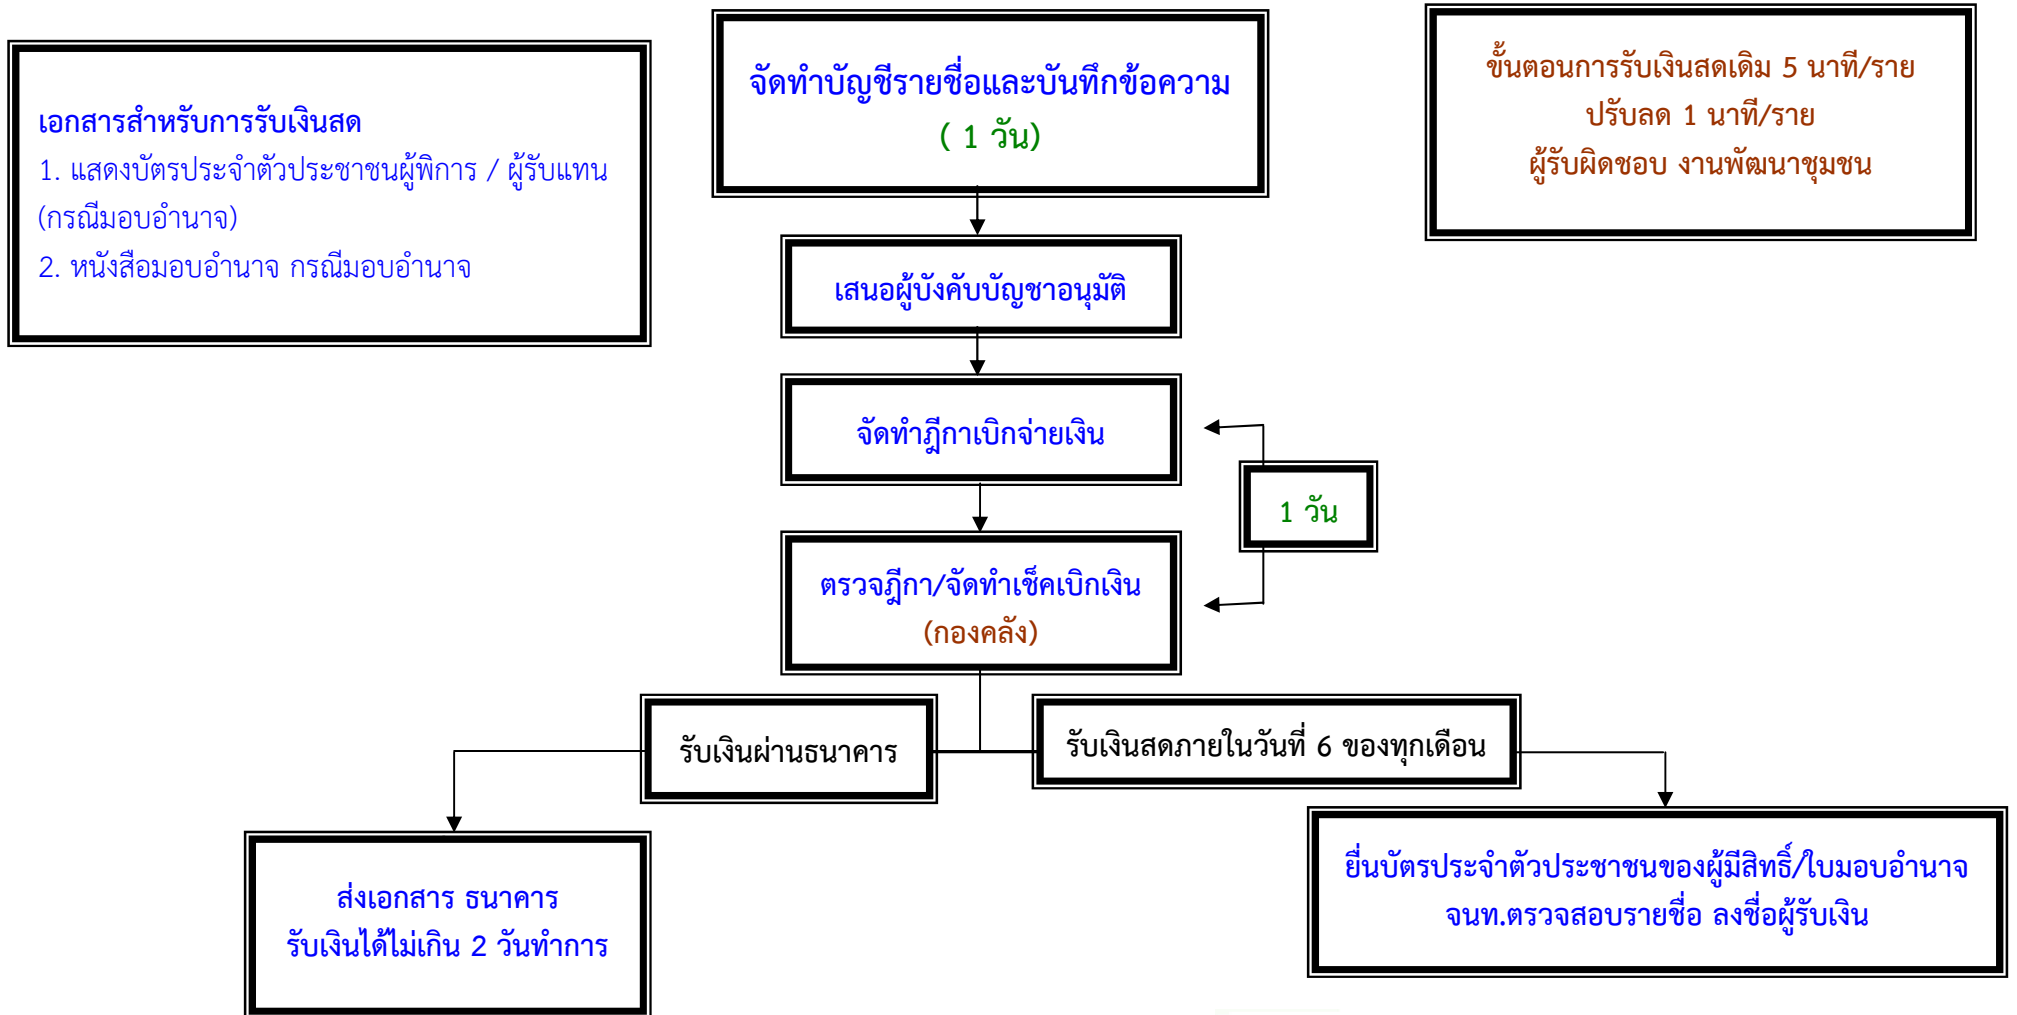 เอกสารสำหรับการรับเงินสด
1. แสดงบัตรประจำตัวประชาชนผู้พิการ / ผู้รับแทน
(กรณีมอบอำนาจ)
2. หนังสือมอบอำนาจ กรณีมอบอำนาจ
จัดทำบัญชีรายชื่อและบันทึกข้อความ
( 1 วัน)
ขั้นตอนการรับเงินสดเดิม 5 นาที/ราย
ปรับลด 1 นาที/ราย
ผู้รับผิดชอบ งานพัฒนาชุมชน
เสนอผู้บังคับบัญชาอนุมัติ
จัดทำฎีกาเบิกจ่ายเงิน
1 วัน
ตรวจฎีกา/จัดทำเช็คเบิกเงิน
(กองคลัง)
รับเงินผ่านธนาคาร
รับเงินสดภายในวันที่ 6 ของทุกเดือน
ส่งเอกสาร ธนาคาร
รับเงินได้ไม่เกิน 2 วันทำการ
ยื่นบัตรประจำตัวประชาชนของผู้มีสิทธิ์/ใบมอบอำนาจ
จนท.ตรวจสอบรายชื่อ ลงชื่อผู้รับเงิน